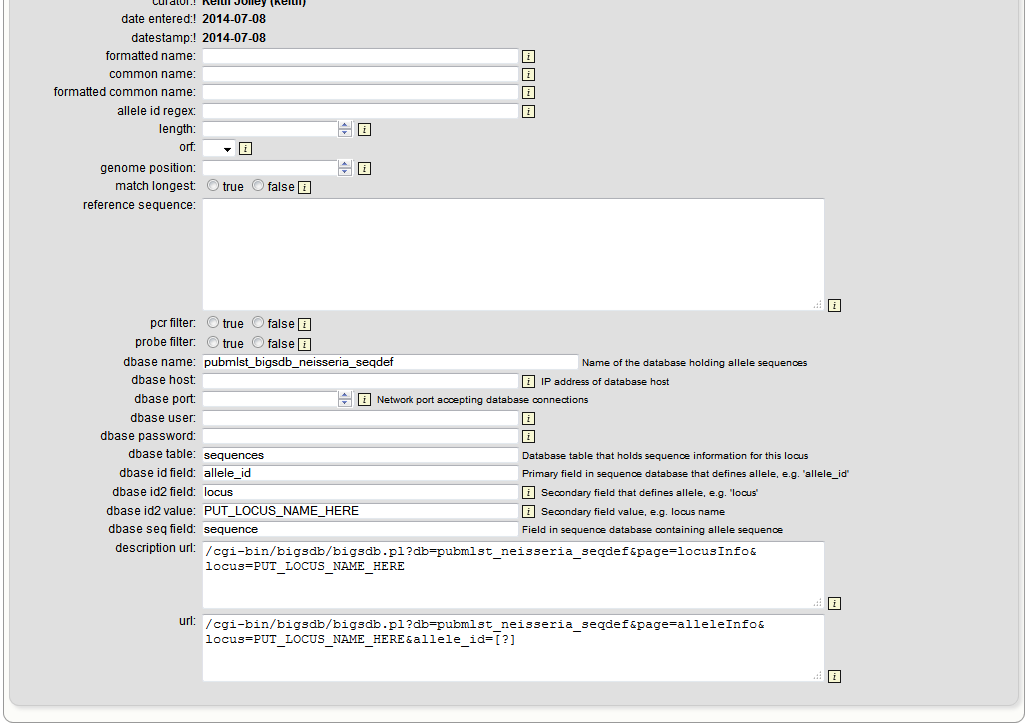 curator:! Keith Jolley (keith)
date entered:! 2014-07-08
datestamp:! 2014-07-08
formatted name: i
common name: i
formatted common name: i
allele id regex: i
length: i
orf: i
genome position: i
match longest: true false i
reference sequence: i
pcr filter: true false i
probe filter: true false i
dbase name: pubmlst_bigsdb_neisseria_seqdef Name of the database holding allele sequences
dbase host: i IP address of database host
dbase port: i Network port accepting database connections
dbase user: i
dbase password: i
dbase table: sequences Database table that holds sequence information for this locus
dbase id field: allele_id Primary field in sequence database that defines allele, e.g. 'allele_id'
dbase id2 field: locus i Secondary field that defines allele, e.g. 'locus'
dbase id2 value: PUT_LOCUS_NAME_HERE i Secondary field value, e.g. locus name
dbase seq field: sequence Field in sequence database containing allele sequence
description url: /cgi-bin/bigsdb/bigsdb.pl?db=pubmlst_neisseria_seqdef&page=locusInfo&
locus=PUT_LOCUS_NAME_HERE i
url: /cgi-bin/bigsdb/bigsdb.pl?db=pubmlst_neisseria_seqdef&page=alleleInfo&
locus=PUT_LOCUS_NAME_HERE&allele_id=[?] i